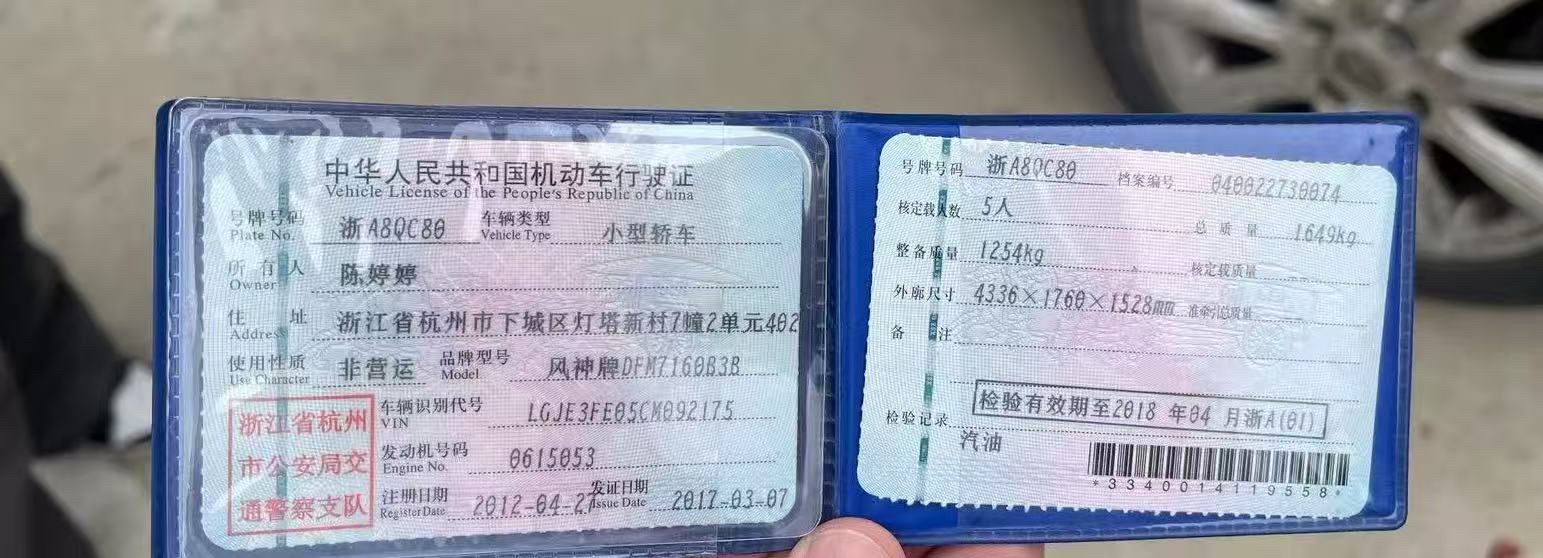 中华人民共和国机动车行驶证
Vehicle License of the People's Republic of China
号牌号码 浙A8QC80 车辆类型 小型轿车
Plate No. Vehicle Type
所有人 陈婷婷
Owner
住址 浙江省杭州市下城区灯塔新村7幢2单元402
Address
使用性质 非营运 品牌型号 风神牌DFM7160B3B
Use Character Model
浙江省杭州
市公安局交
通警察支队
车辆识别代号 LGJE3FE05CM092175
VIN
发动机号码 0615053
Engine No.
注册日期 2012-04-27 发证日期 2017-03-07
Register Date Issue Date
号牌号码 浙A8QC80 档案编号 040022730074
核定载人数 5人 总质量 1649kg
整备质量 1254kg 核定载质量
外廓尺寸 4336×1760×1528mm 准牵引总质量
备注
检验记录 检验有效期至2018年04月浙A(01)
汽油
*3340014119558*